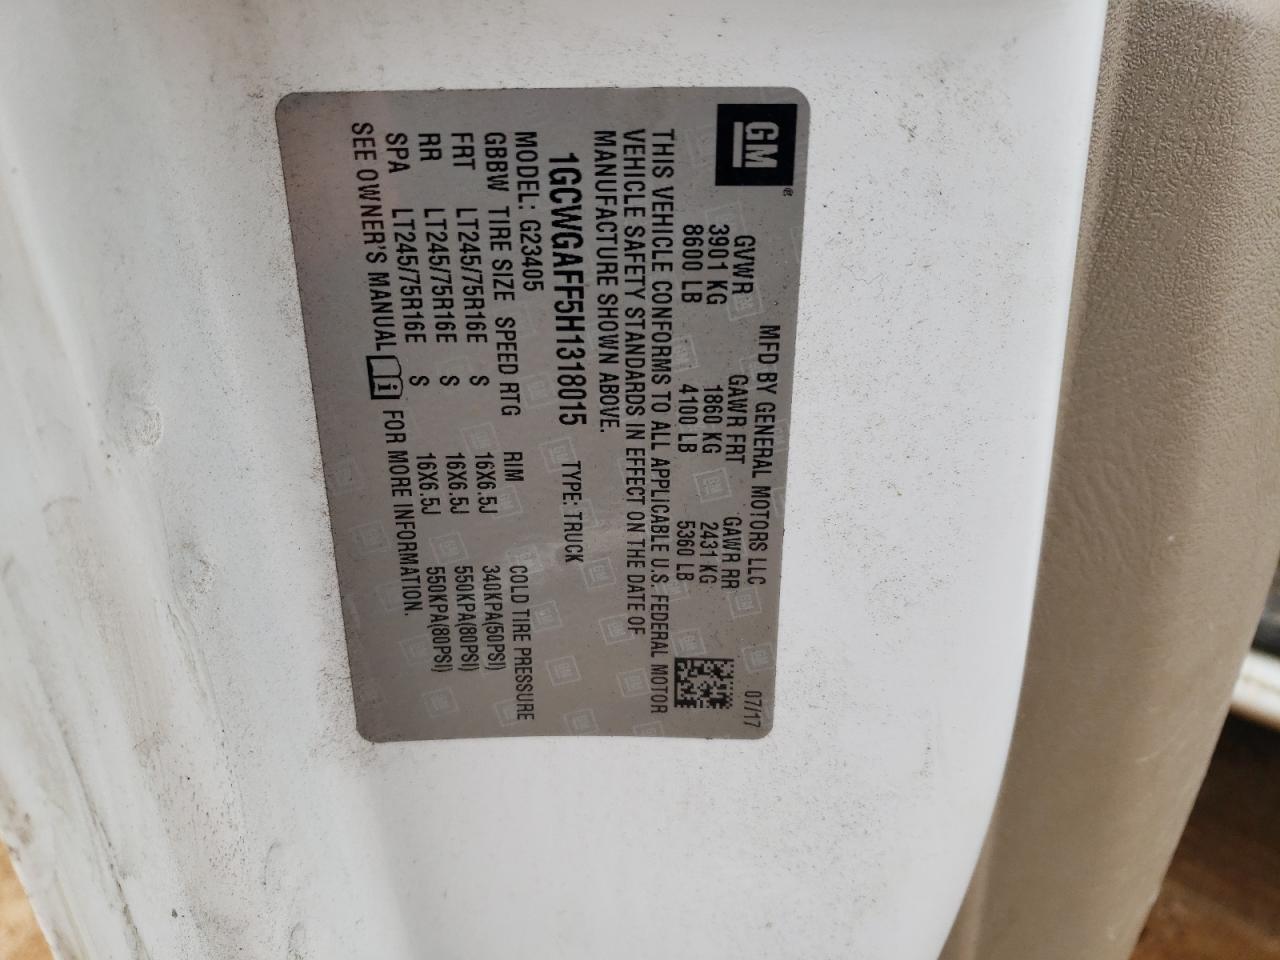 GM®
MFD BY GENERAL MOTORS LLC 07/17
GVWR GAWR FRT GAWR RR
3901 KG 1860 KG 2431 KG
8600 LB 4100 LB 5360 LB
THIS VEHICLE CONFORMS TO ALL APPLICABLE U.S. FEDERAL MOTOR
VEHICLE SAFETY STANDARDS IN EFFECT ON THE DATE OF
MANUFACTURE SHOWN ABOVE.
1GCWGAFF5H1318015 TYPE: TRUCK
MODEL: G23405
GBBW TIRE SIZE SPEED RTG RIM COLD TIRE PRESSURE
FRT LT245/75R16E S 16X6.5J 340KPA(50PSI)
RR LT245/75R16E S 16X6.5J 550KPA(80PSI)
SPA LT245/75R16E S 16X6.5J 550KPA(80PSI)
SEE OWNER'S MANUAL i FOR MORE INFORMATION.